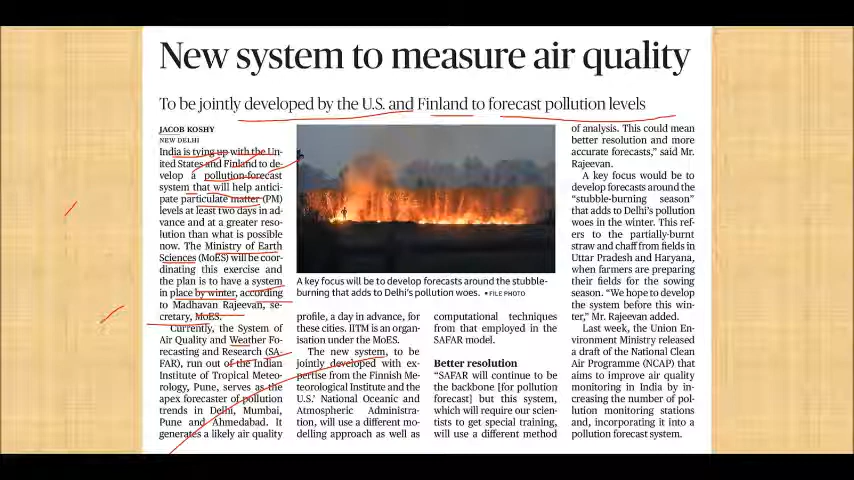 New system to measure air quality
To be jointly developed by the U.S. and Finland to forecast pollution levels
JACOB KOSHY
NEW DELHI
India is tying up with the Un-
ited States and Finland to de-
velop a pollution-forecast
system that will help antici-
pate particulate matter (PM)
levels at least two days in ad-
vance and at a greater reso-
lution than what is possible
now. The Ministry of Earth
Sciences (MoES) will be coor-
dinating this exercise and
the plan is to have a system
in place by winter, according
to Madhavan Rajeevan, se-
cretary, MoES.
Currently, the System of
Air Quality and Weather Fo-
recasting and Research (SA-
FAR), run out of the Indian
Institute of Tropical Meteo-
rology, Pune, serves as the
apex forecaster of pollution
trends in Delhi, Mumbai,
Pune and Ahmedabad. It
generates a likely air quality
A key focus will be to develop forecasts around the stubble-
burning that adds to Delhi's pollution woes. • FILE PHOTO
profile, a day in advance, for
these cities. IITM is an organ-
isation under the MoES.
The new system, to be
jointly developed with ex-
pertise from the Finnish Me-
teorological Institute and the
U.S.' National Oceanic and
Atmospheric Administra-
tion, will use a different mo-
delling approach as well as
computational techniques
from that employed in the
SAFAR model.
Better resolution
"SAFAR will continue to be
the backbone [for pollution
forecast] but this system,
which will require our scien-
tists to get special training,
will use a different method
of analysis. This could mean
better resolution and more
accurate forecasts," said Mr.
Rajeevan.
A key focus would be to
develop forecasts around the
"stubble-burning season"
that adds to Delhi's pollution
woes in the winter. This ref-
ers to the partially-burnt
straw and chaff from fields in
Uttar Pradesh and Haryana,
when farmers are preparing
their fields for the sowing
season. "We hope to develop
the system before this win-
ter," Mr. Rajeevan added.
Last week, the Union En-
vironment Ministry released
a draft of the National Clean
Air Programme (NCAP) that
aims to improve air quality
monitoring in India by in-
creasing the number of pol-
lution monitoring stations
and, incorporating it into a
pollution forecast system.